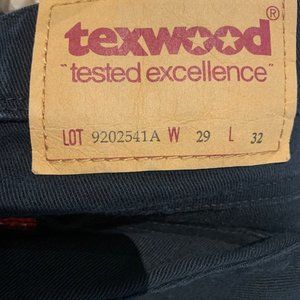 texwood®
"tested excellence"
LOT 9202541A W 29 L 32